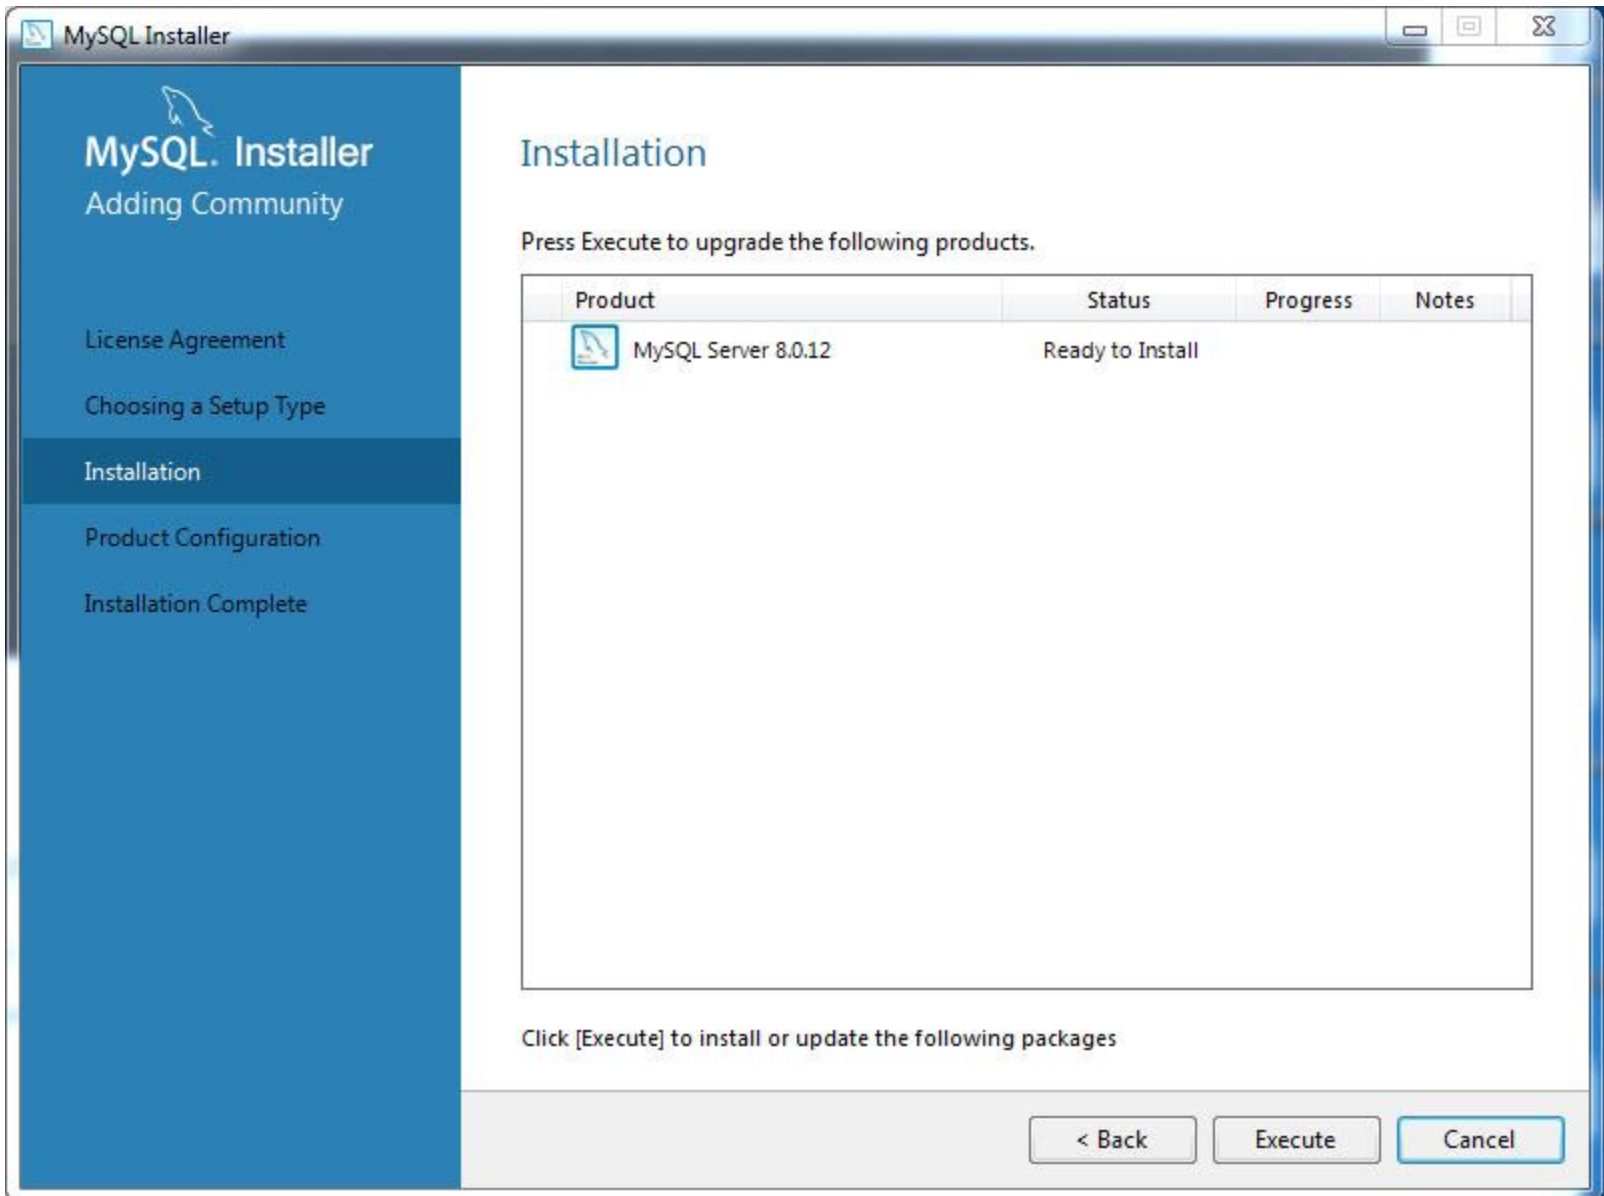 MySQL Installer
MySQL. Installer
Adding Community
License Agreement
Choosing a Setup Type
Installation
Product Configuration
Installation Complete
Installation
Press Execute to upgrade the following products.
Product Status Progress Notes
MySQL Server 8.0.12 Ready to Install
Click [Execute] to install or update the following packages
< Back Execute Cancel